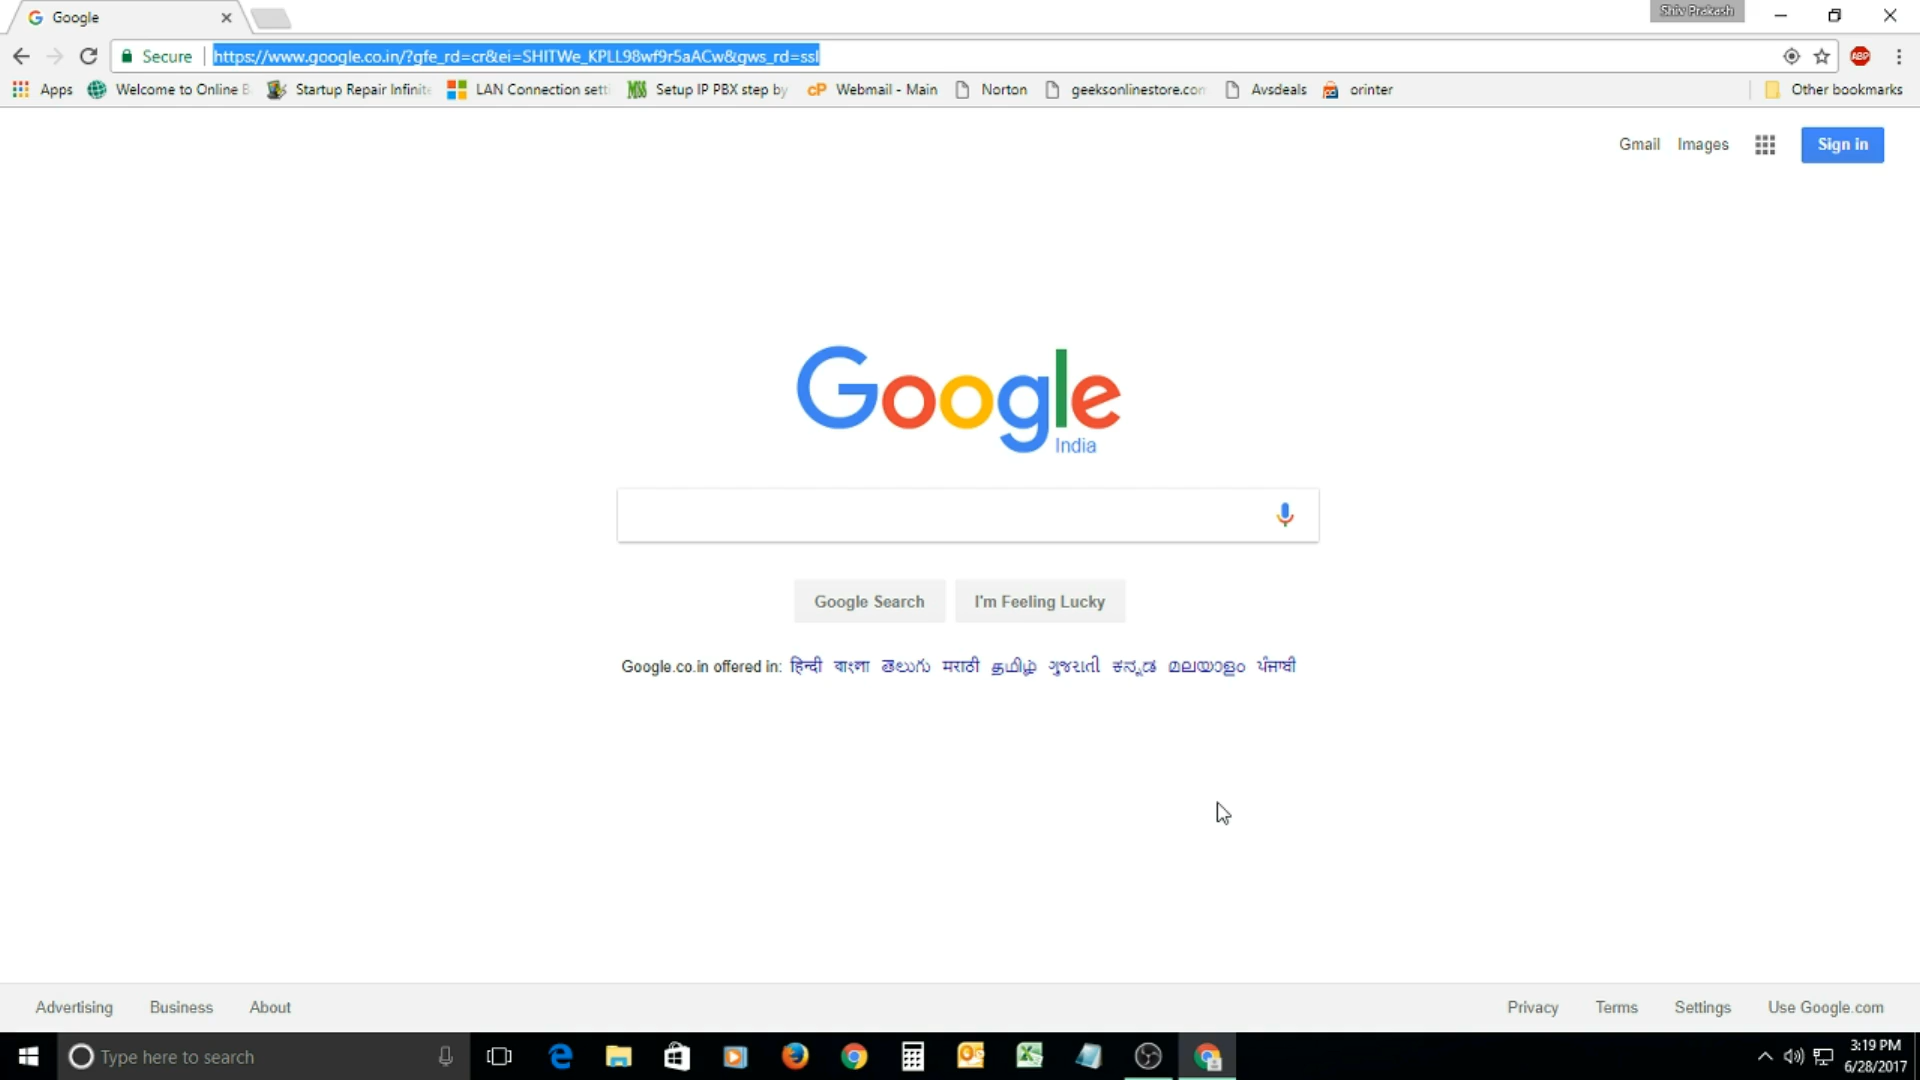 Google
Shiv Prakash
Secure https://www.google.co.in/?gfe_rd=cr&ei=SHITWe_KPLL98wf9r5aACw&gws_rd=ssl
ABP
Apps Welcome to Online B Startup Repair Infinite LAN Connection setti Setup IP PBX step by cP Webmail - Main Norton geeksonlinestore.com Avsdeals orinter Other bookmarks
Gmail Images Sign in
Google
India
Google Search I'm Feeling Lucky
Google.co.in offered in: हिन्दी বাংলা తెలుగు मराठी தமிழ் ગુજરાતી ಕನ್ನಡ മലയാളം ਪੰਜਾਬੀ
Advertising Business About Privacy Terms Settings Use Google.com
Type here to search
3:19 PM
6/28/2017